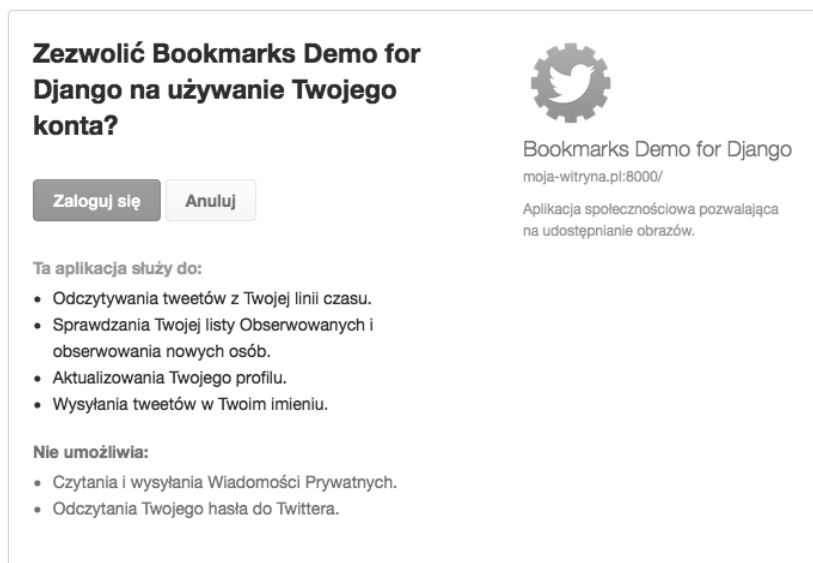 Zezwolić Bookmarks Demo for
Django na używanie Twojego
konta?
Zaloguj się
Anuluj
Ta aplikacja służy do:
• Odczytywania tweetów z Twojej linii czasu.
• Sprawdzania Twojej listy Obserwowanych i
obserwowania nowych osób.
• Aktualizowania Twojego profilu.
• Wysyłania tweetów w Twoim imieniu.
Nie umożliwia:
• Czytania i wysyłania Wiadomości Prywatnych.
• Odczytania Twojego hasła do Twittera.
Bookmarks Demo for Django
moja-witryna.pl:8000/
Aplikacja społecznościowa pozwalająca
na udostępnianie obrazów.